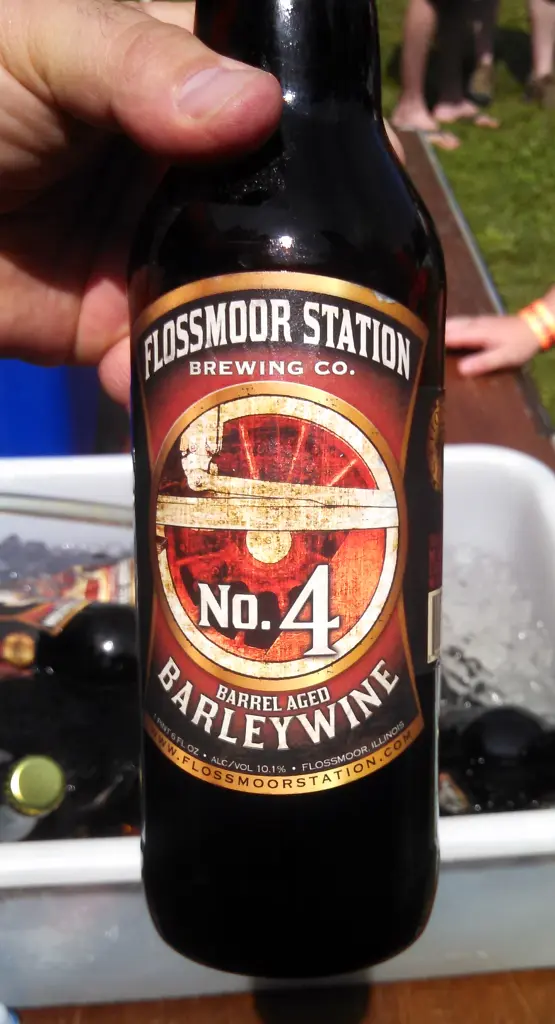 FLOSSMOOR STATION
BREWING CO.
No. 4
BARREL AGED
BARLEYWINE
1 PINT 6 FL OZ • ALC/VOL 10.1% • FLOSSMOOR, ILLINOIS
WWW.FLOSSMOORSTATION.COM